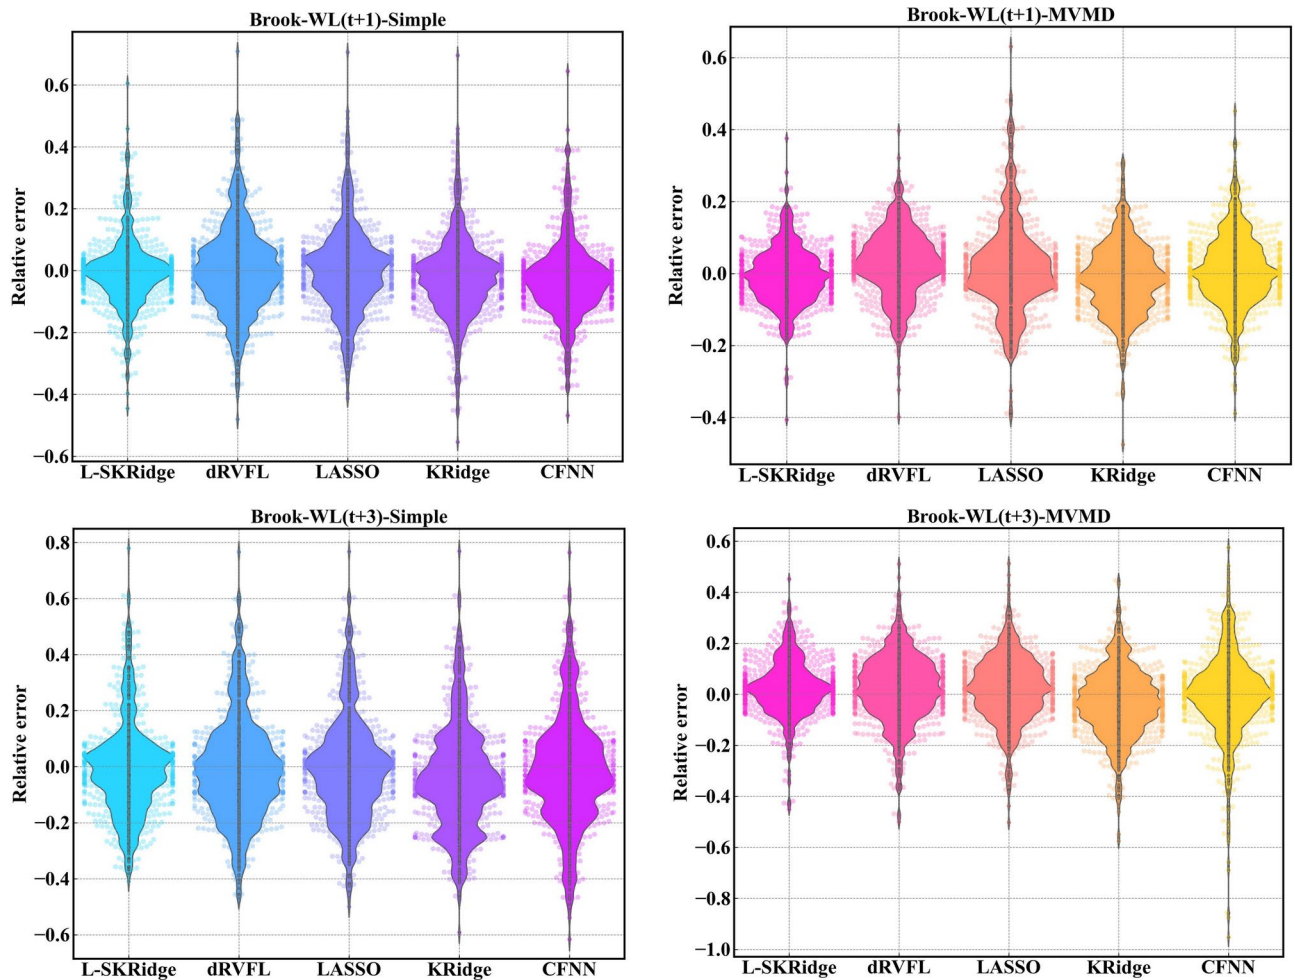 Brook-WL(t+1)-Simple
Relative error
0.6
0.4
0.2
0.0
−0.2
−0.4
−0.6
L-SKRidge dRVFL LASSO KRidge CFNN
Brook-WL(t+1)-MVMD
Relative error
0.6
0.4
0.2
0.0
−0.2
−0.4
L-SKRidge dRVFL LASSO KRidge CFNN
Brook-WL(t+3)-Simple
Relative error
0.8
0.6
0.4
0.2
0.0
−0.2
−0.4
−0.6
L-SKRidge dRVFL LASSO KRidge CFNN
Brook-WL(t+3)-MVMD
Relative error
0.6
0.4
0.2
0.0
−0.2
−0.4
−0.6
−0.8
−1.0
L-SKRidge dRVFL LASSO KRidge CFNN